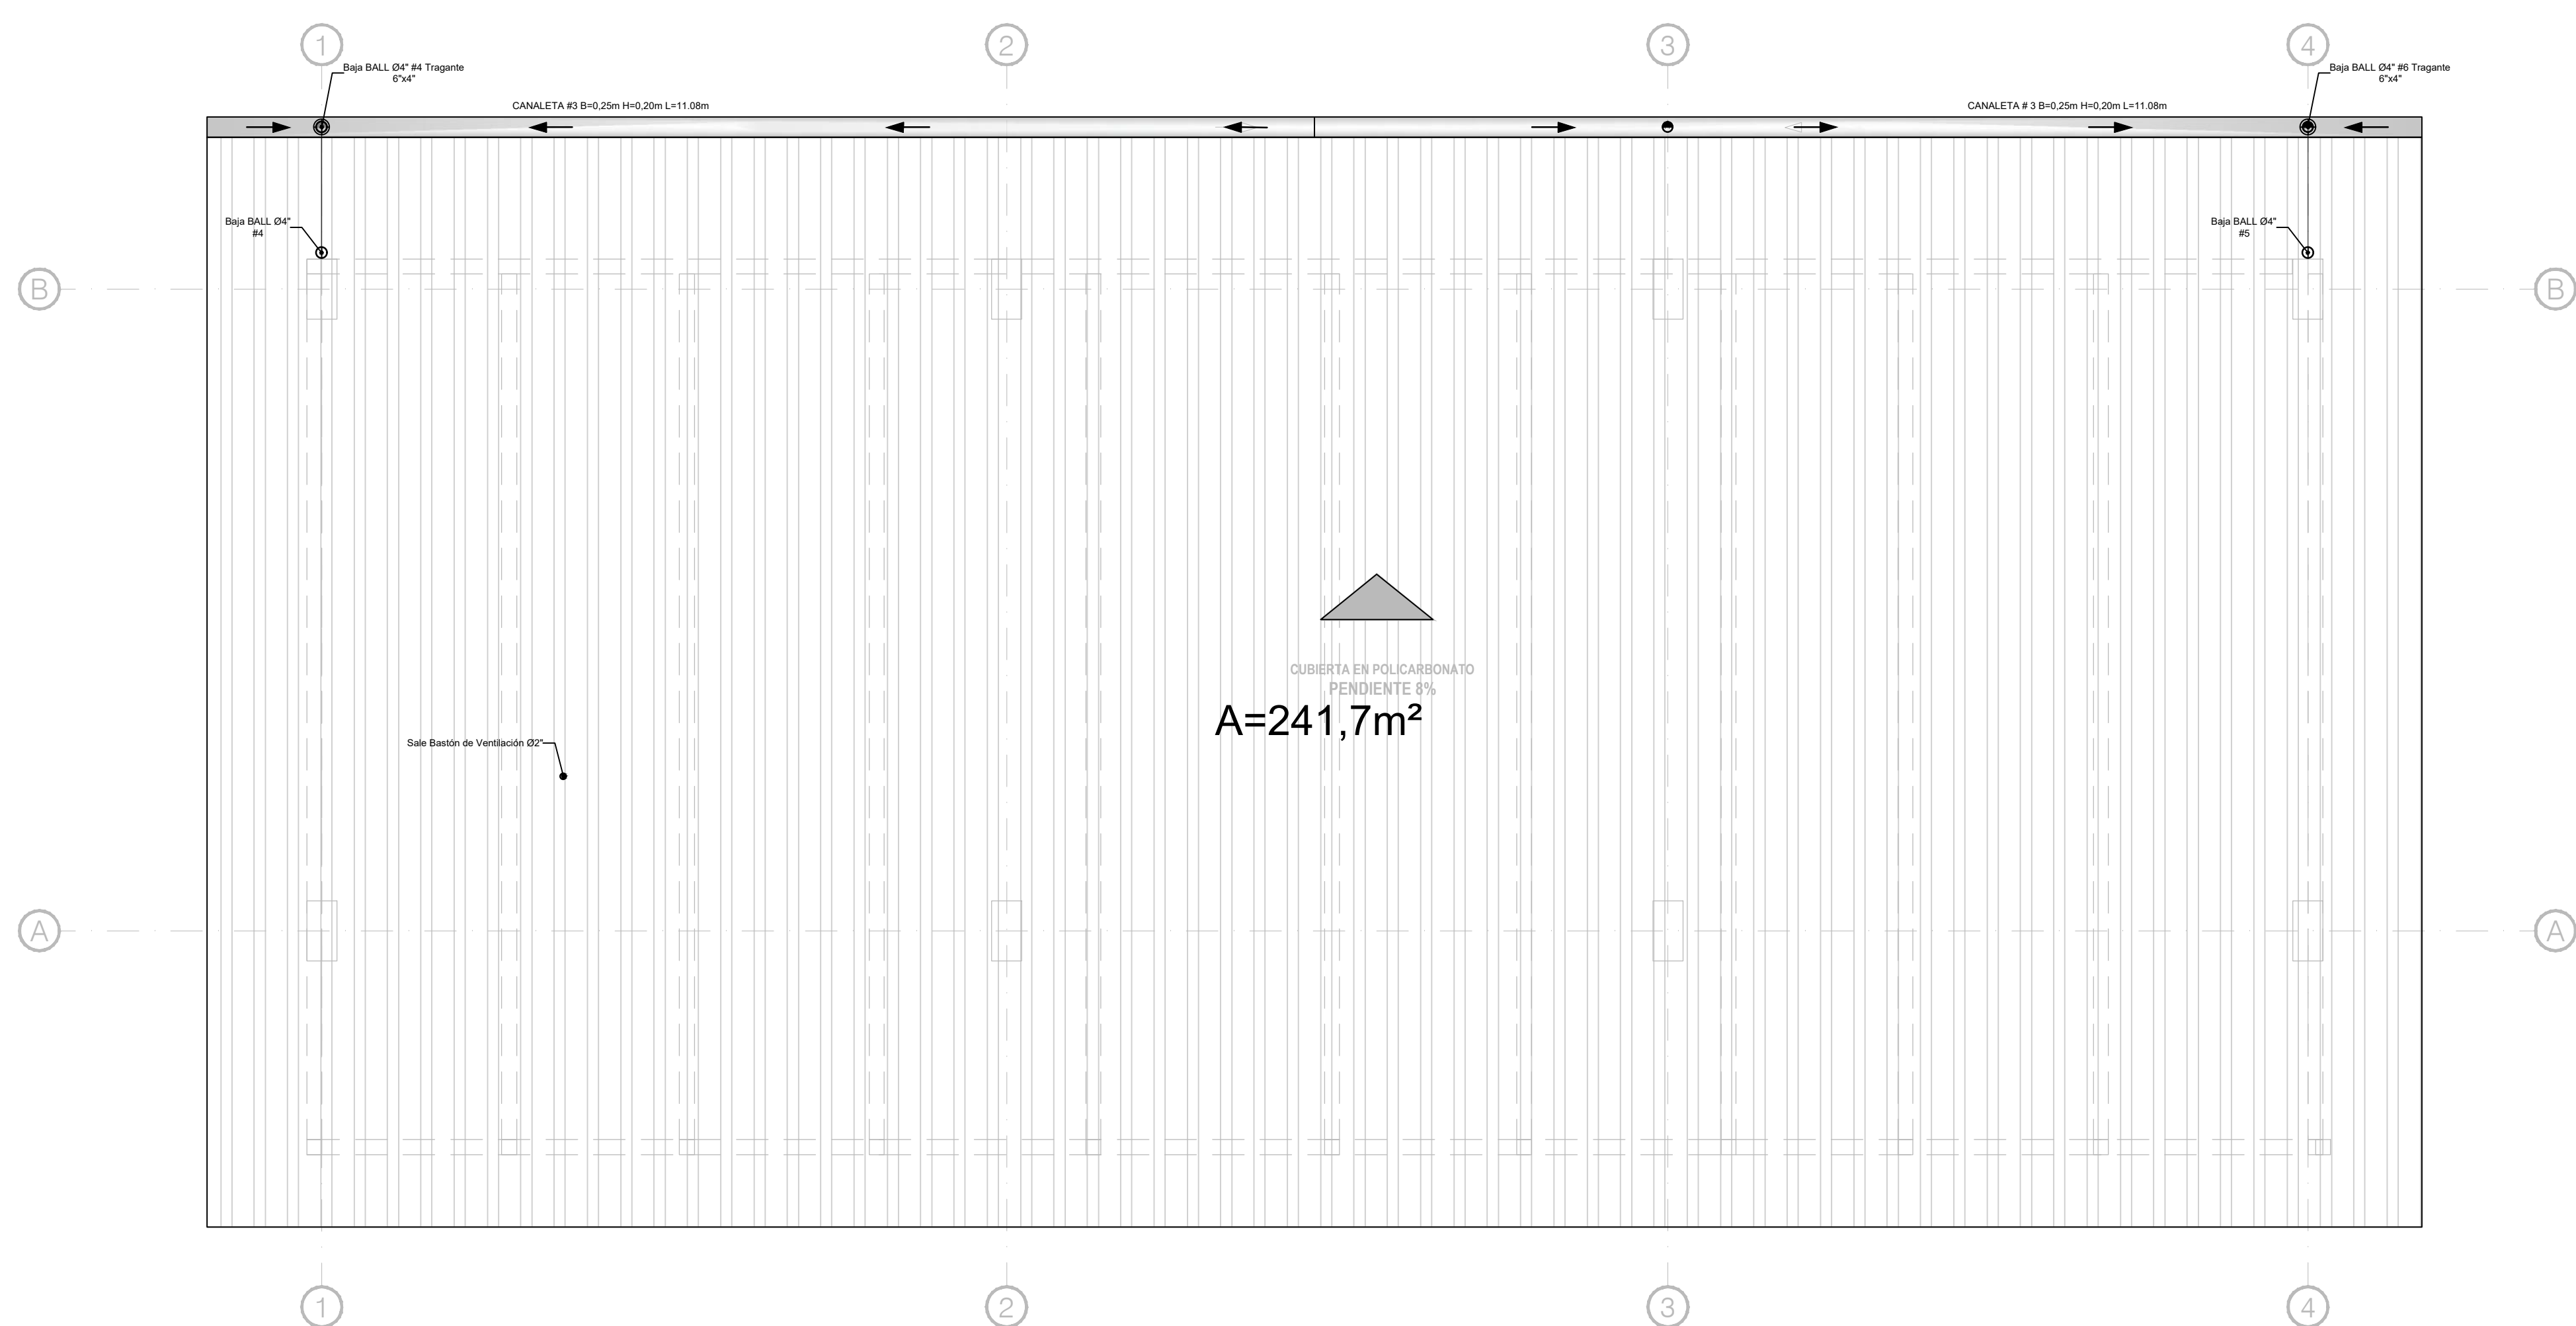 1
2
3
4
Baja BALL Ø4" #4 Tragante
6"x4"
Baja BALL Ø4" #6 Tragante
6"x4"
CANALETA #3 B=0,25m H=0,20m L=11.08m
CANALETA # 3 B=0,25m H=0,20m L=11.08m
Baja BALL Ø4"
#4
Baja BALL Ø4"
#5
B
B
CUBIERTA EN POLICARBONATO
PENDIENTE 8%
A=241,7m²
Sale Bastón de Ventilación Ø2"
A
A
1
2
3
4